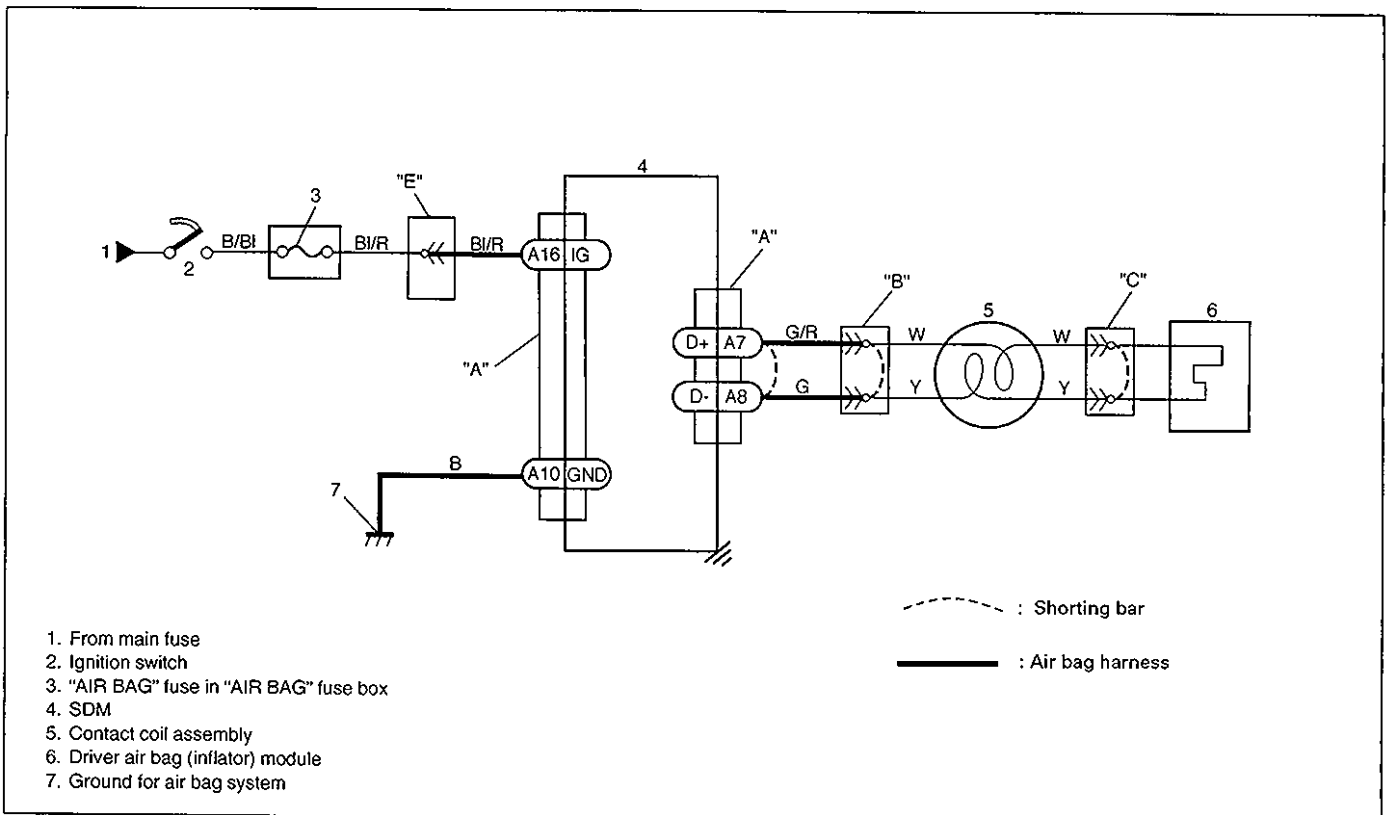 4
3
"E"
1
2
B/Bl
Bl/R
Bl/R
A16 IG
"A"
"A"
D+ A7
D- A8
G/R
G
"B"
W
Y
5
W
Y
"C"
6
B
A10 GND
7
: Shorting bar
: Air bag harness
1. From main fuse
2. Ignition switch
3. "AIR BAG" fuse in "AIR BAG" fuse box
4. SDM
5. Contact coil assembly
6. Driver air bag (inflator) module
7. Ground for air bag system